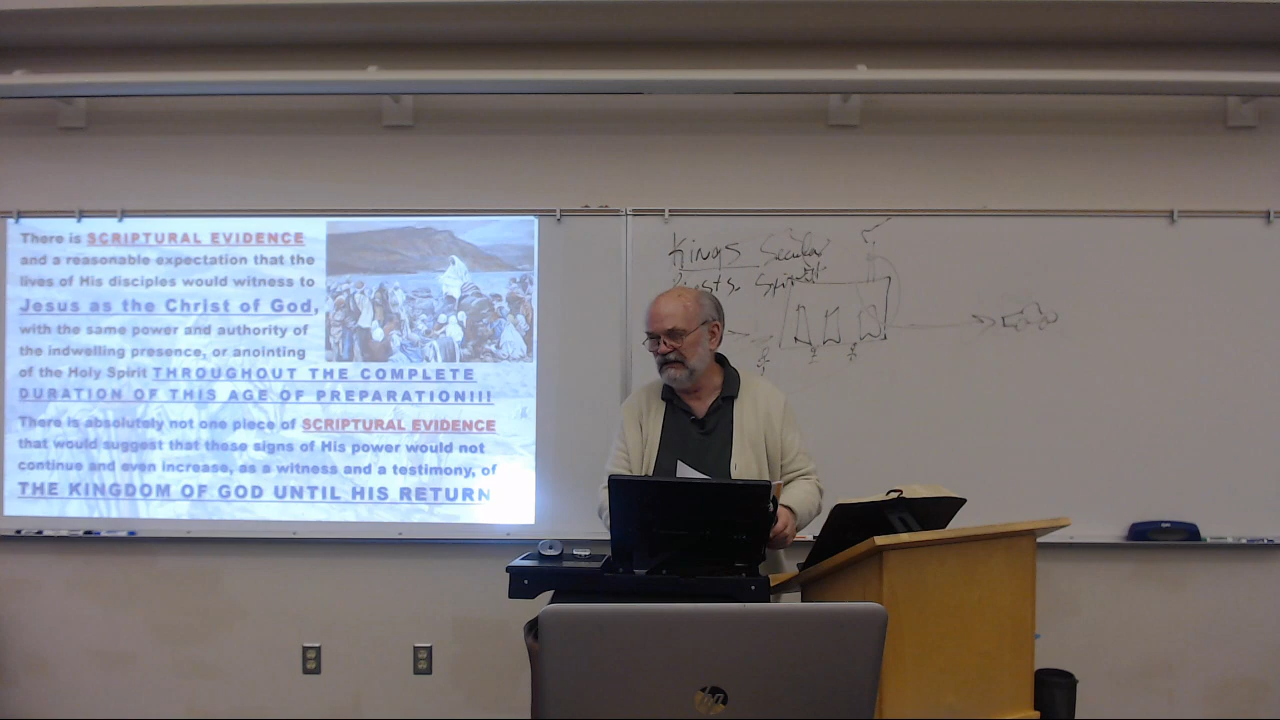 There is SCRIPTURAL EVIDENCE
and a reasonable expectation that the
lives of His disciples would witness to
Jesus as the Christ of God,
with the same power and authority of
the indwelling presence, or anointing
of the Holy Spirit THROUGHOUT THE COMPLETE
DURATION OF THIS AGE OF PREPARATION!!!
There is absolutely not one piece of SCRIPTURAL EVIDENCE
that would suggest that these signs of His power would not
continue and even increase, as a witness and a testimony, of
THE KINGDOM OF GOD UNTIL HIS RETURN
Kings Secular
hp